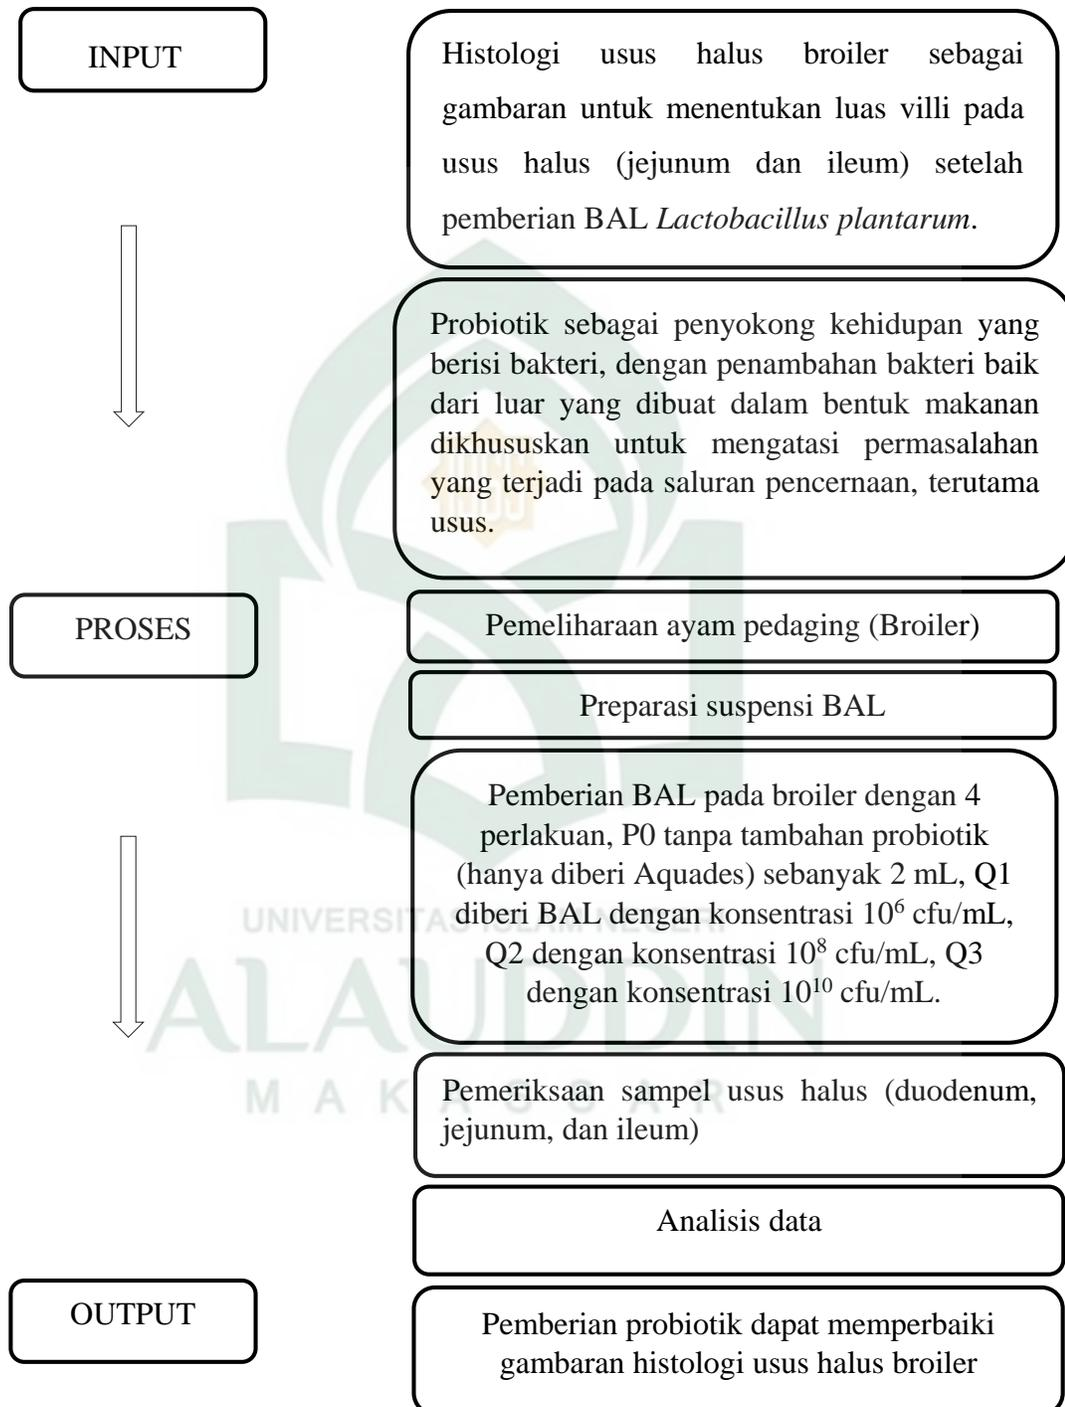 INPUT
Histologi usus halus broiler sebagai
gambaran untuk menentukan luas villi pada
usus halus (jejunum dan ileum) setelah
pemberian BAL Lactobacillus plantarum.
Probiotik sebagai penyokong kehidupan yang
berisi bakteri, dengan penambahan bakteri baik
dari luar yang dibuat dalam bentuk makanan
dikhususkan untuk mengatasi permasalahan
yang terjadi pada saluran pencernaan, terutama
usus.
PROSES
Pemeliharaan ayam pedaging (Broiler)
Preparasi suspensi BAL
Pemberian BAL pada broiler dengan 4
perlakuan, P0 tanpa tambahan probiotik
(hanya diberi Aquades) sebanyak 2 mL, Q1
diberi BAL dengan konsentrasi 10⁶ cfu/mL,
Q2 dengan konsentrasi 10⁸ cfu/mL, Q3
dengan konsentrasi 10¹⁰ cfu/mL.
UNIVERSITAS ISLAM NEGERI
ALAUDDIN
MAKASSAR
Pemeriksaan sampel usus halus (duodenum,
jejunum, dan ileum)
Analisis data
OUTPUT
Pemberian probiotik dapat memperbaiki
gambaran histologi usus halus broiler